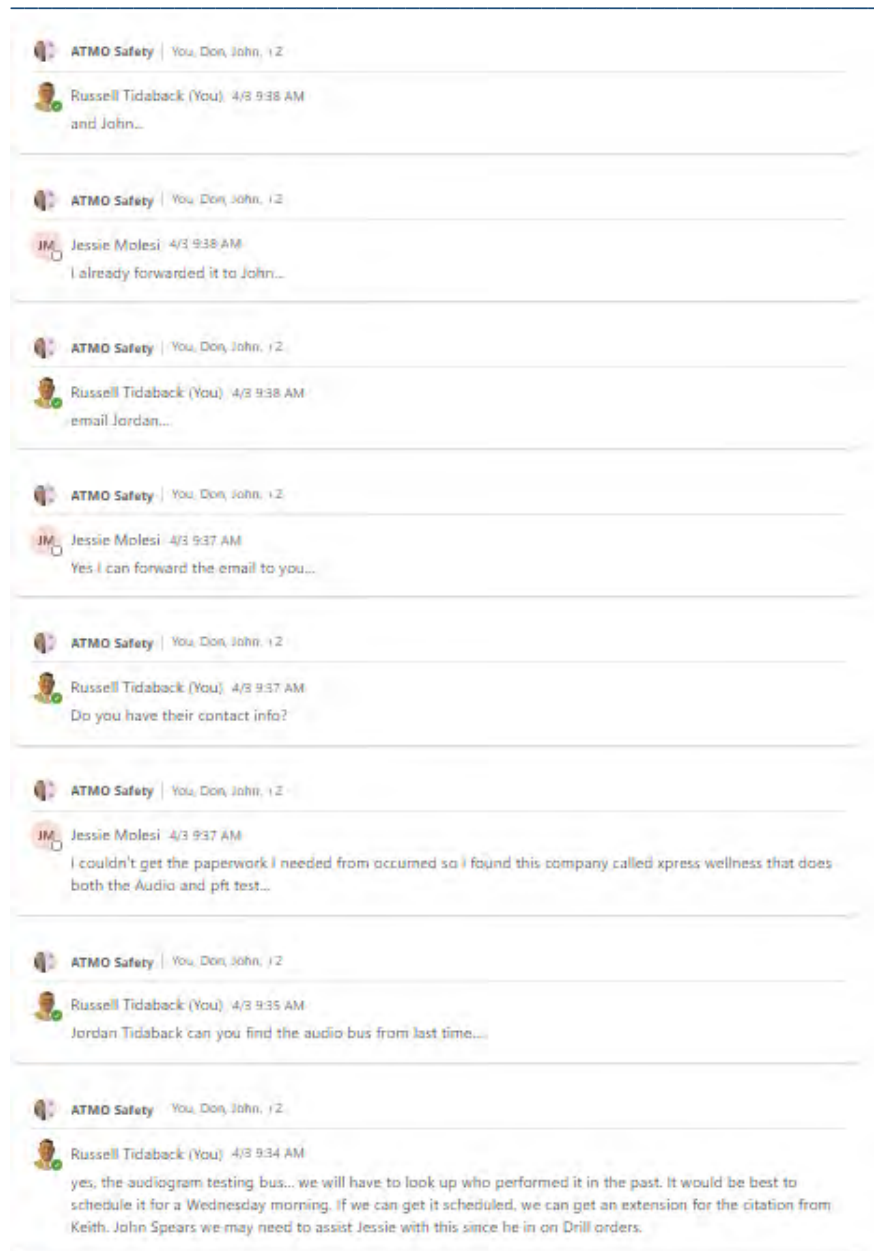 ATMO Safety | You, Don, John, +2
Russell Tidaback (You) 4/3 9:38 AM
and John...
ATMO Safety | You, Don, John, +2
JM Jessie Molesi 4/3 9:38 AM
I already forwarded it to John...
ATMO Safety | You, Don, John, +2
Russell Tidaback (You) 4/3 9:38 AM
email Jordan...
ATMO Safety | You, Don, John, +2
JM Jessie Molesi 4/3 9:37 AM
Yes I can forward the email to you...
ATMO Safety | You, Don, John, +2
Russell Tidaback (You) 4/3 9:37 AM
Do you have their contact info?
ATMO Safety | You, Don, John, +2
JM Jessie Molesi 4/3 9:37 AM
I couldn't get the paperwork I needed from occumed so I found this company called xpress wellness that does
both the Audio and pft test...
ATMO Safety | You, Don, John, +2
Russell Tidaback (You) 4/3 9:35 AM
Jordan Tidaback can you find the audio bus from last time....
ATMO Safety You, Don, John, +2
Russell Tidaback (You) 4/3 9:34 AM
yes, the audiogram testing bus... we will have to look up who performed it in the past. It would be best to
schedule it for a Wednesday morning. If we can get it scheduled, we can get an extension for the citation from
Keith. John Spears we may need to assist Jessie with this since he in on Drill orders.